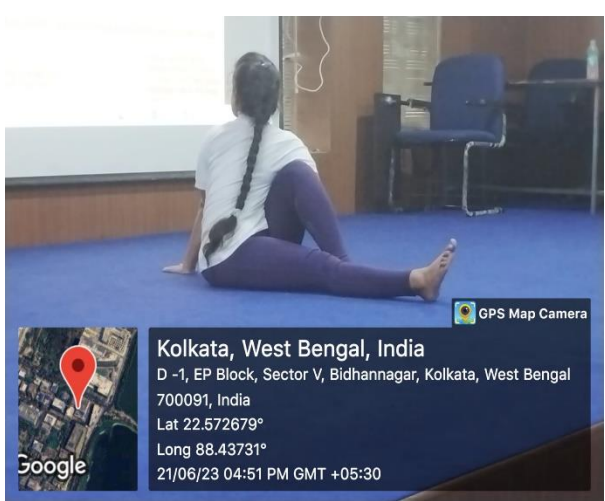 GPS Map Camera
Kolkata, West Bengal, India
D -1, EP Block, Sector V, Bidhannagar, Kolkata, West Bengal
700091, India
Lat 22.572679°
Long 88.43731°
21/06/23 04:51 PM GMT +05:30
Google